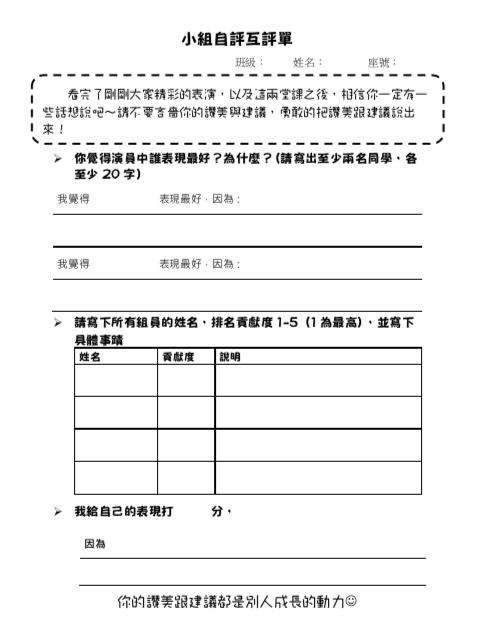 小組自評互評單
班級： 姓名： 座號：
看完了剛剛大家精彩的表演，以及這兩堂課之後，相信你一定有一
些話想說吧～請不要吝嗇你的讚美與建議，勇敢的把讚美跟建議說出
來！
➢ 你覺得演員中誰表現最好？為什麼？(請寫出至少兩名同學、各
至少 20 字)
我覺得 表現最好，因為：
我覺得 表現最好，因為：
➢ 請寫下所有組員的姓名，排名貢獻度 1-5（1 為最高），並寫下
具體事蹟
姓名 貢獻度 說明
➢ 我給自己的表現打 分，
因為
你的讚美跟建議都是別人成長的動力☺